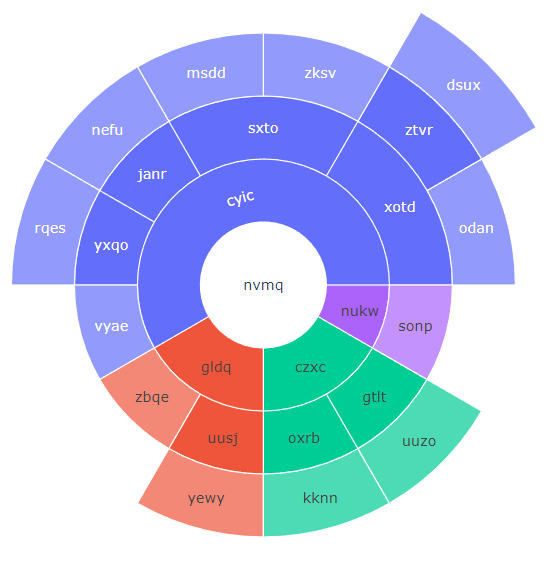 dsux
msdd
zksv
nefu
sxto
ztvr
janr
cyic
xotd
rqes
yxqo
odan
nvmq
nukw
vyae
sonp
gldq
czxc
zbqe
gtlt
uusj
oxrb
uuzo
yewy
kknn